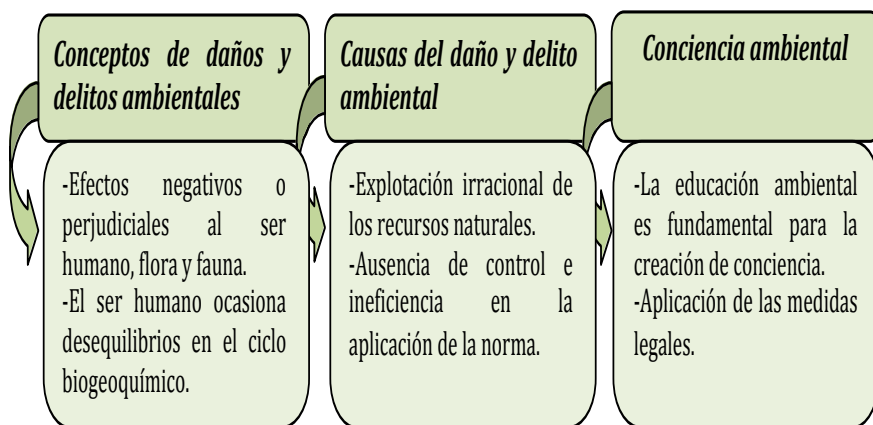 Conceptos de daños y
delitos ambientales
-Efectos negativos o
perjudiciales al ser
humano, flora y fauna.
-El ser humano ocasiona
desequilibrios en el ciclo
biogeoquímico.
Causas del daño y delito
ambiental
-Explotación irracional de
los recursos naturales.
-Ausencia de control e
ineficiencia en la
aplicación de la norma.
Conciencia ambiental
-La educación ambiental
es fundamental para la
creación de conciencia.
-Aplicación de las medidas
legales.